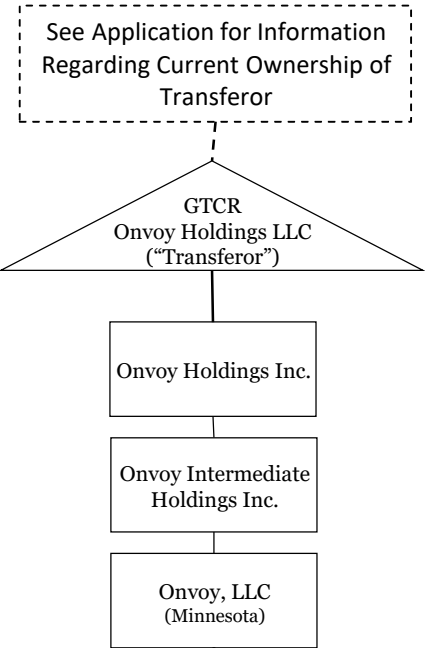 See Application for Information
Regarding Current Ownership of
Transferor
GTCR
Onvoy Holdings LLC
(“Transferor”)
Onvoy Holdings Inc.
Onvoy Intermediate
Holdings Inc.
Onvoy, LLC
(Minnesota)